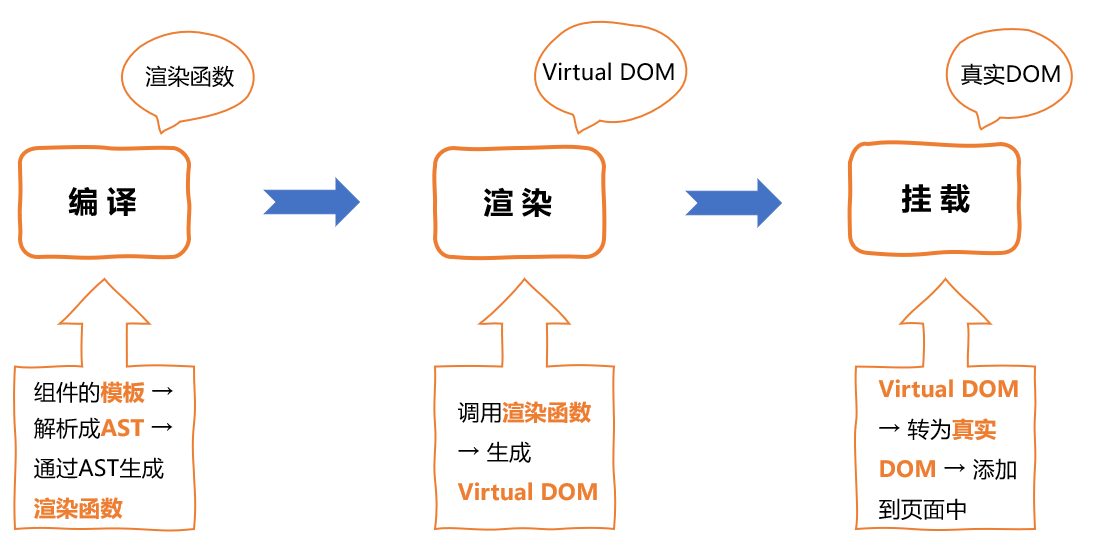 渲染函数
Virtual DOM
真实DOM
编译
渲染
挂载
组件的模板 →
解析成AST →
通过AST生成
渲染函数
调用渲染函数
→ 生成
Virtual DOM
Virtual DOM
→ 转为真实
DOM → 添加
到页面中